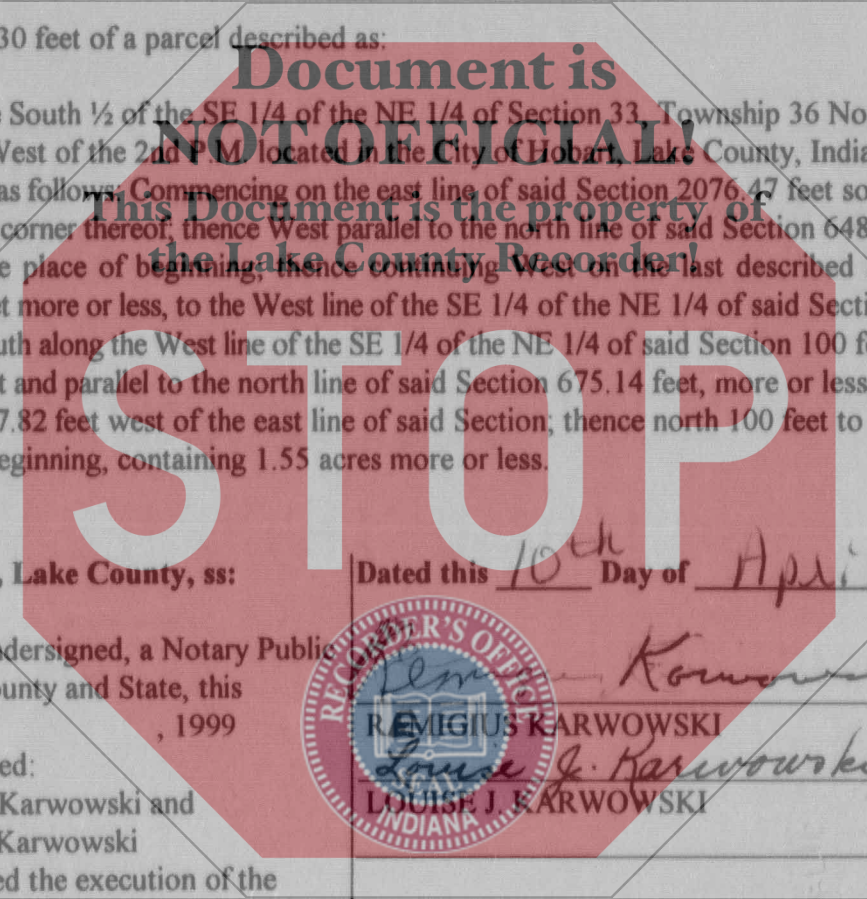 30 feet of a parcel described as:
Document is
South ½ of the SE 1/4 of the NE 1/4 of Section 33, Township 36 No
NOT OFFICIAL!
West of the 2nd P.M. located in the City of Hobart, Lake County, Indi
as follows: Commencing on the east line of said Section 2076.47 feet so
This Document is the property of
corner thereof; thence West parallel to the north line of said Section 648
the Lake County Recorder!
place of beginning; thence continuing West on the last described
more or less, to the West line of the SE 1/4 of the NE 1/4 of said Secti
uth along the West line of the SE 1/4 of the NE 1/4 of said Section 100 f
STOP
and parallel to the north line of said Section 675.14 feet, more or less
7.82 feet west of the east line of said Section; thence north 100 feet to
eginning, containing 1.55 acres more or less.
, Lake County, ss:
Dated this 10th Day of Apri
ndersigned, a Notary Public
ounty and State, this
, 1999
ed:
Karwowski and
Karwowski
ed the execution of the
RECORDER'S OFFICE
SEAL
INDIANA
Karwows
REMIGIUS KARWOWSKI
Louise J. Karwowski
LOUISE J. KARWOWSKI